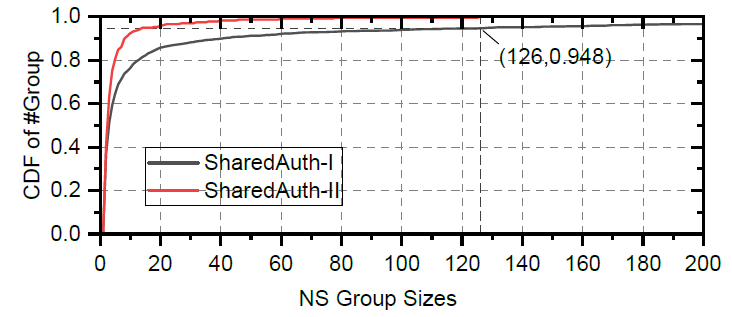 1.0
0.8
0.6
0.4
0.2
0.0
CDF of #Group
(126,0.948)
SharedAuth-I
SharedAuth-II
0 20 40 60 80 100 120 140 160 180 200
NS Group Sizes